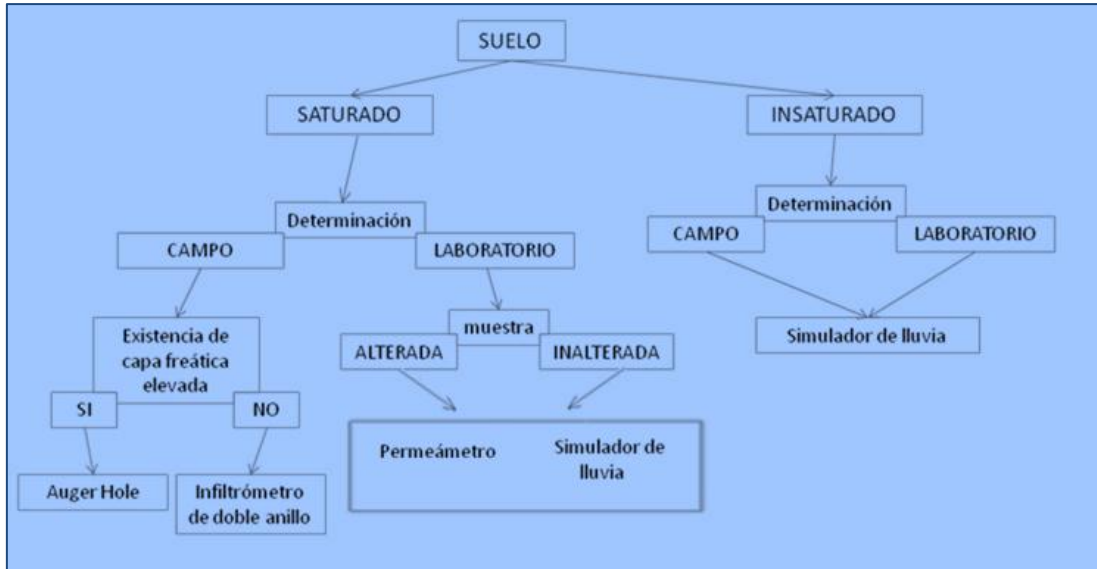 SUELO
SATURADO
INSATURADO
Determinación
CAMPO
LABORATORIO
Determinación
CAMPO
LABORATORIO
Existencia de
capa freática
elevada
SI
NO
muestra
ALTERADA
INALTERADA
Simulador de lluvia
Permeámetro
Simulador de
lluvia
Auger Hole
Infiltrómetro
de doble anillo